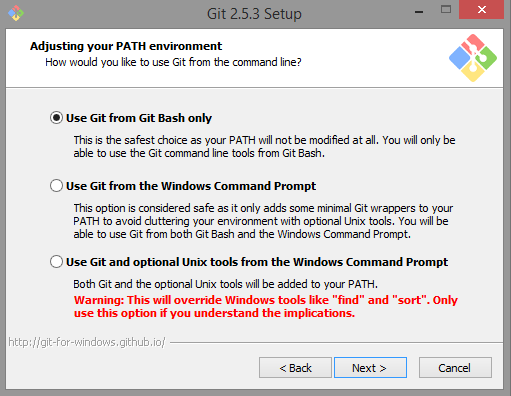 Git 2.5.3 Setup
Adjusting your PATH environment
How would you like to use Git from the command line?
Use Git from Git Bash only
This is the safest choice as your PATH will not be modified at all. You will only be
able to use the Git command line tools from Git Bash.
Use Git from the Windows Command Prompt
This option is considered safe as it only adds some minimal Git wrappers to your
PATH to avoid cluttering your environment with optional Unix tools. You will be
able to use Git from both Git Bash and the Windows Command Prompt.
Use Git and optional Unix tools from the Windows Command Prompt
Both Git and the optional Unix tools will be added to your PATH.
Warning: This will override Windows tools like "find" and "sort". Only
use this option if you understand the implications.
http://git-for-windows.github.io/
< Back Next > Cancel